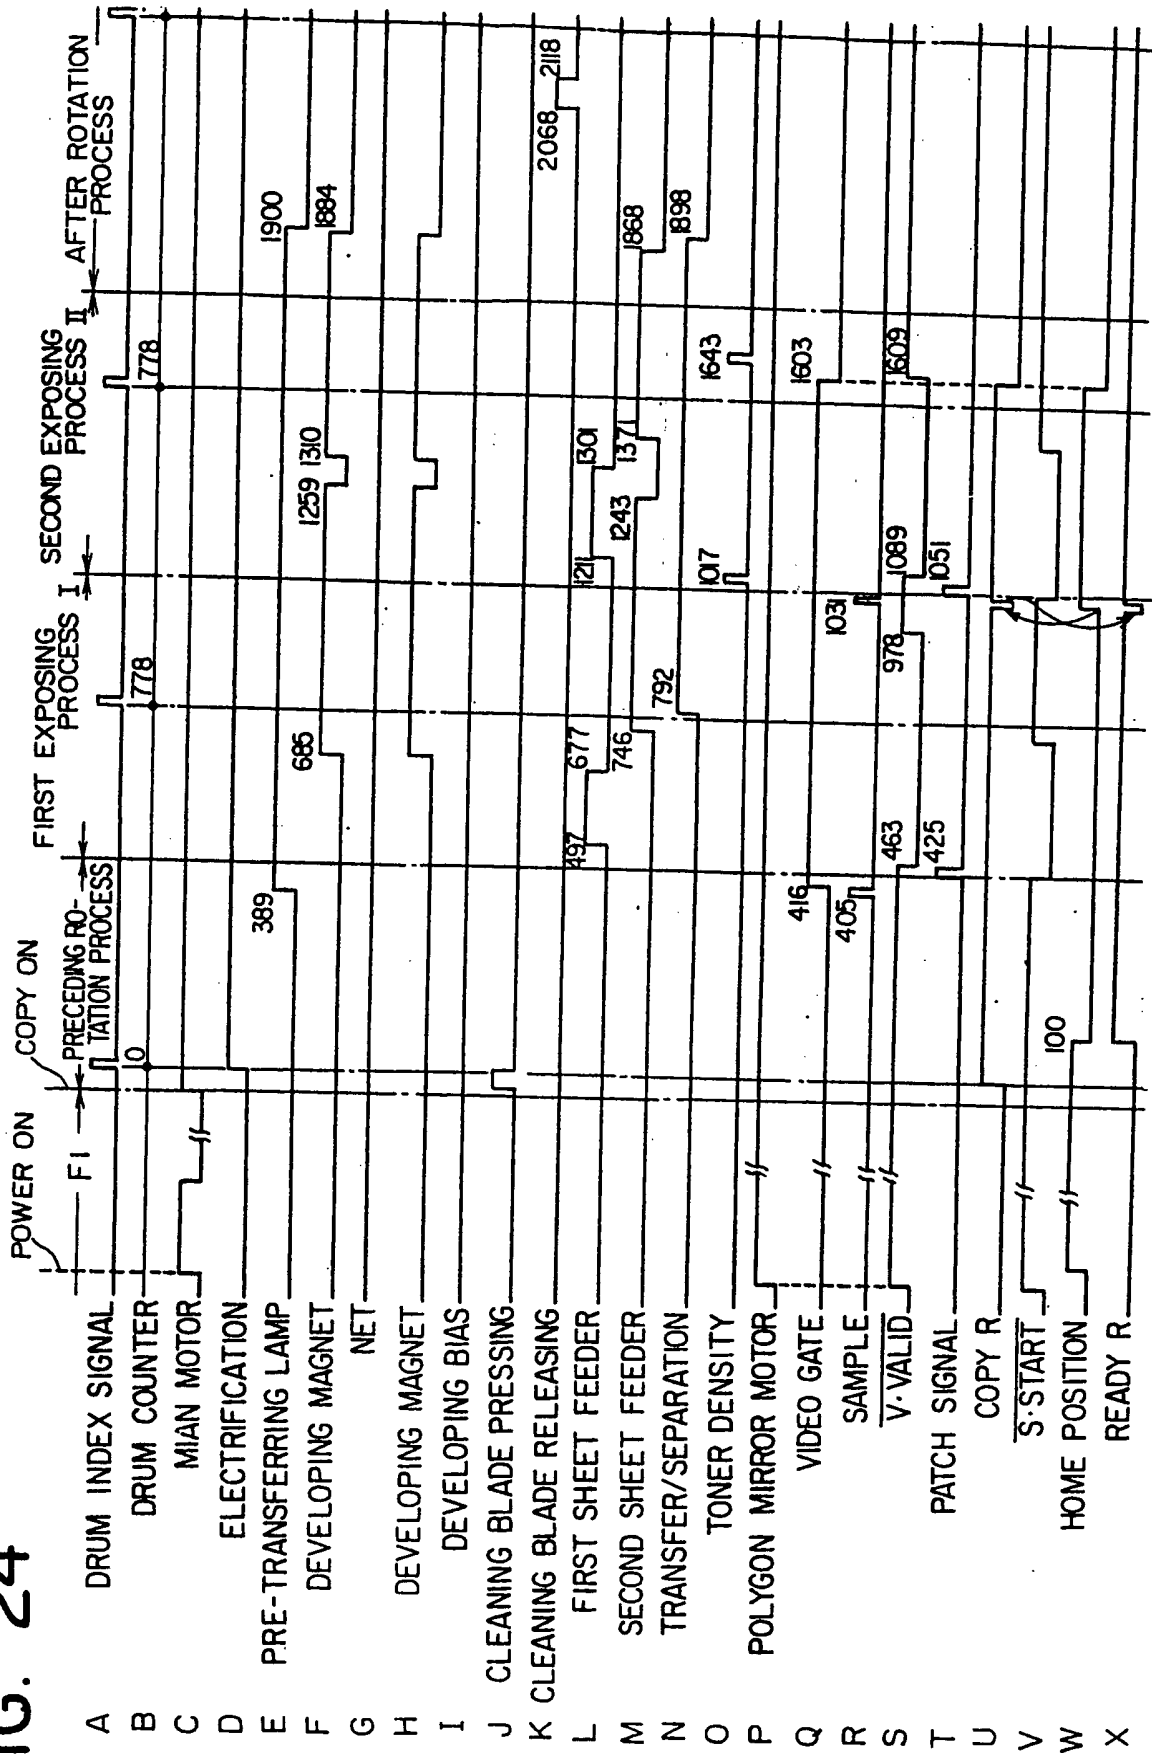 FIG. 24
POWER ON
COPY ON
F1
PRECEDING RO-
TATION PROCESS
FIRST EXPOSING
PROCESS I
SECOND EXPOSING
PROCESS II
AFTER ROTATION
PROCESS
A DRUM INDEX SIGNAL
B DRUM COUNTER 0 778 778
C MIAN MOTOR
D ELECTRIFICATION
E PRE-TRANSFERRING LAMP 389 1900
F DEVELOPING MAGNET 685 1259 1310 1884
G NET
H DEVELOPING MAGNET
I DEVELOPING BIAS
J CLEANING BLADE PRESSING
K CLEANING BLADE RELEASING 2068 2118
L FIRST SHEET FEEDER 497 677 1211 1301
M SECOND SHEET FEEDER 746 1243 1371 1868
N TRANSFER/SEPARATION 792 1898
O TONER DENSITY 1017 1643
P POLYGON MIRROR MOTOR
Q VIDEO GATE 416 1603
R SAMPLE 405 1031
S V·VALID 463 978 1089 1609
T PATCH SIGNAL 425 1051
U COPY R
V S·START
W HOME POSITION 100
X READY R